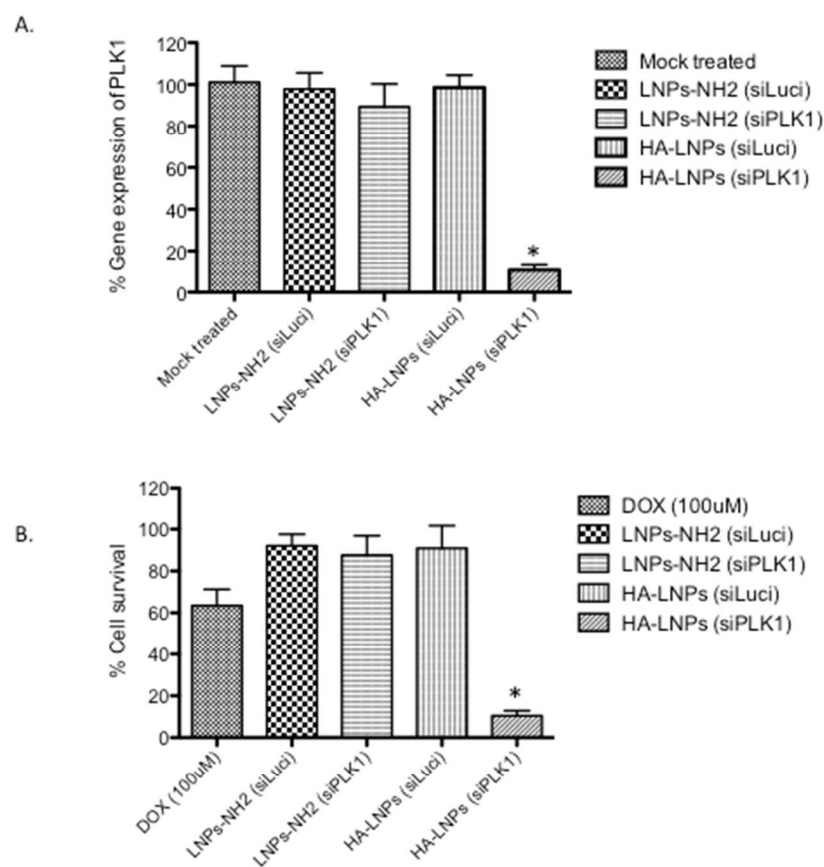 A.
% Gene expression of PLK1
120
100
80
60
40
20
0
*
Mock treated
LNPs-NH2 (siLuci)
LNPs-NH2 (siPLK1)
HA-LNPs (siLuci)
HA-LNPs (siPLK1)
Mock treated
LNPs-NH2 (siLuci)
LNPs-NH2 (siPLK1)
HA-LNPs (siLuci)
HA-LNPs (siPLK1)
B.
% Cell survival
120
100
80
60
40
20
0
*
DOX (100uM)
LNPs-NH2 (siLuci)
LNPs-NH2 (siPLK1)
HA-LNPs (siLuci)
HA-LNPs (siPLK1)
DOX (100uM)
LNPs-NH2 (siLuci)
LNPs-NH2 (siPLK1)
HA-LNPs (siLuci)
HA-LNPs (siPLK1)